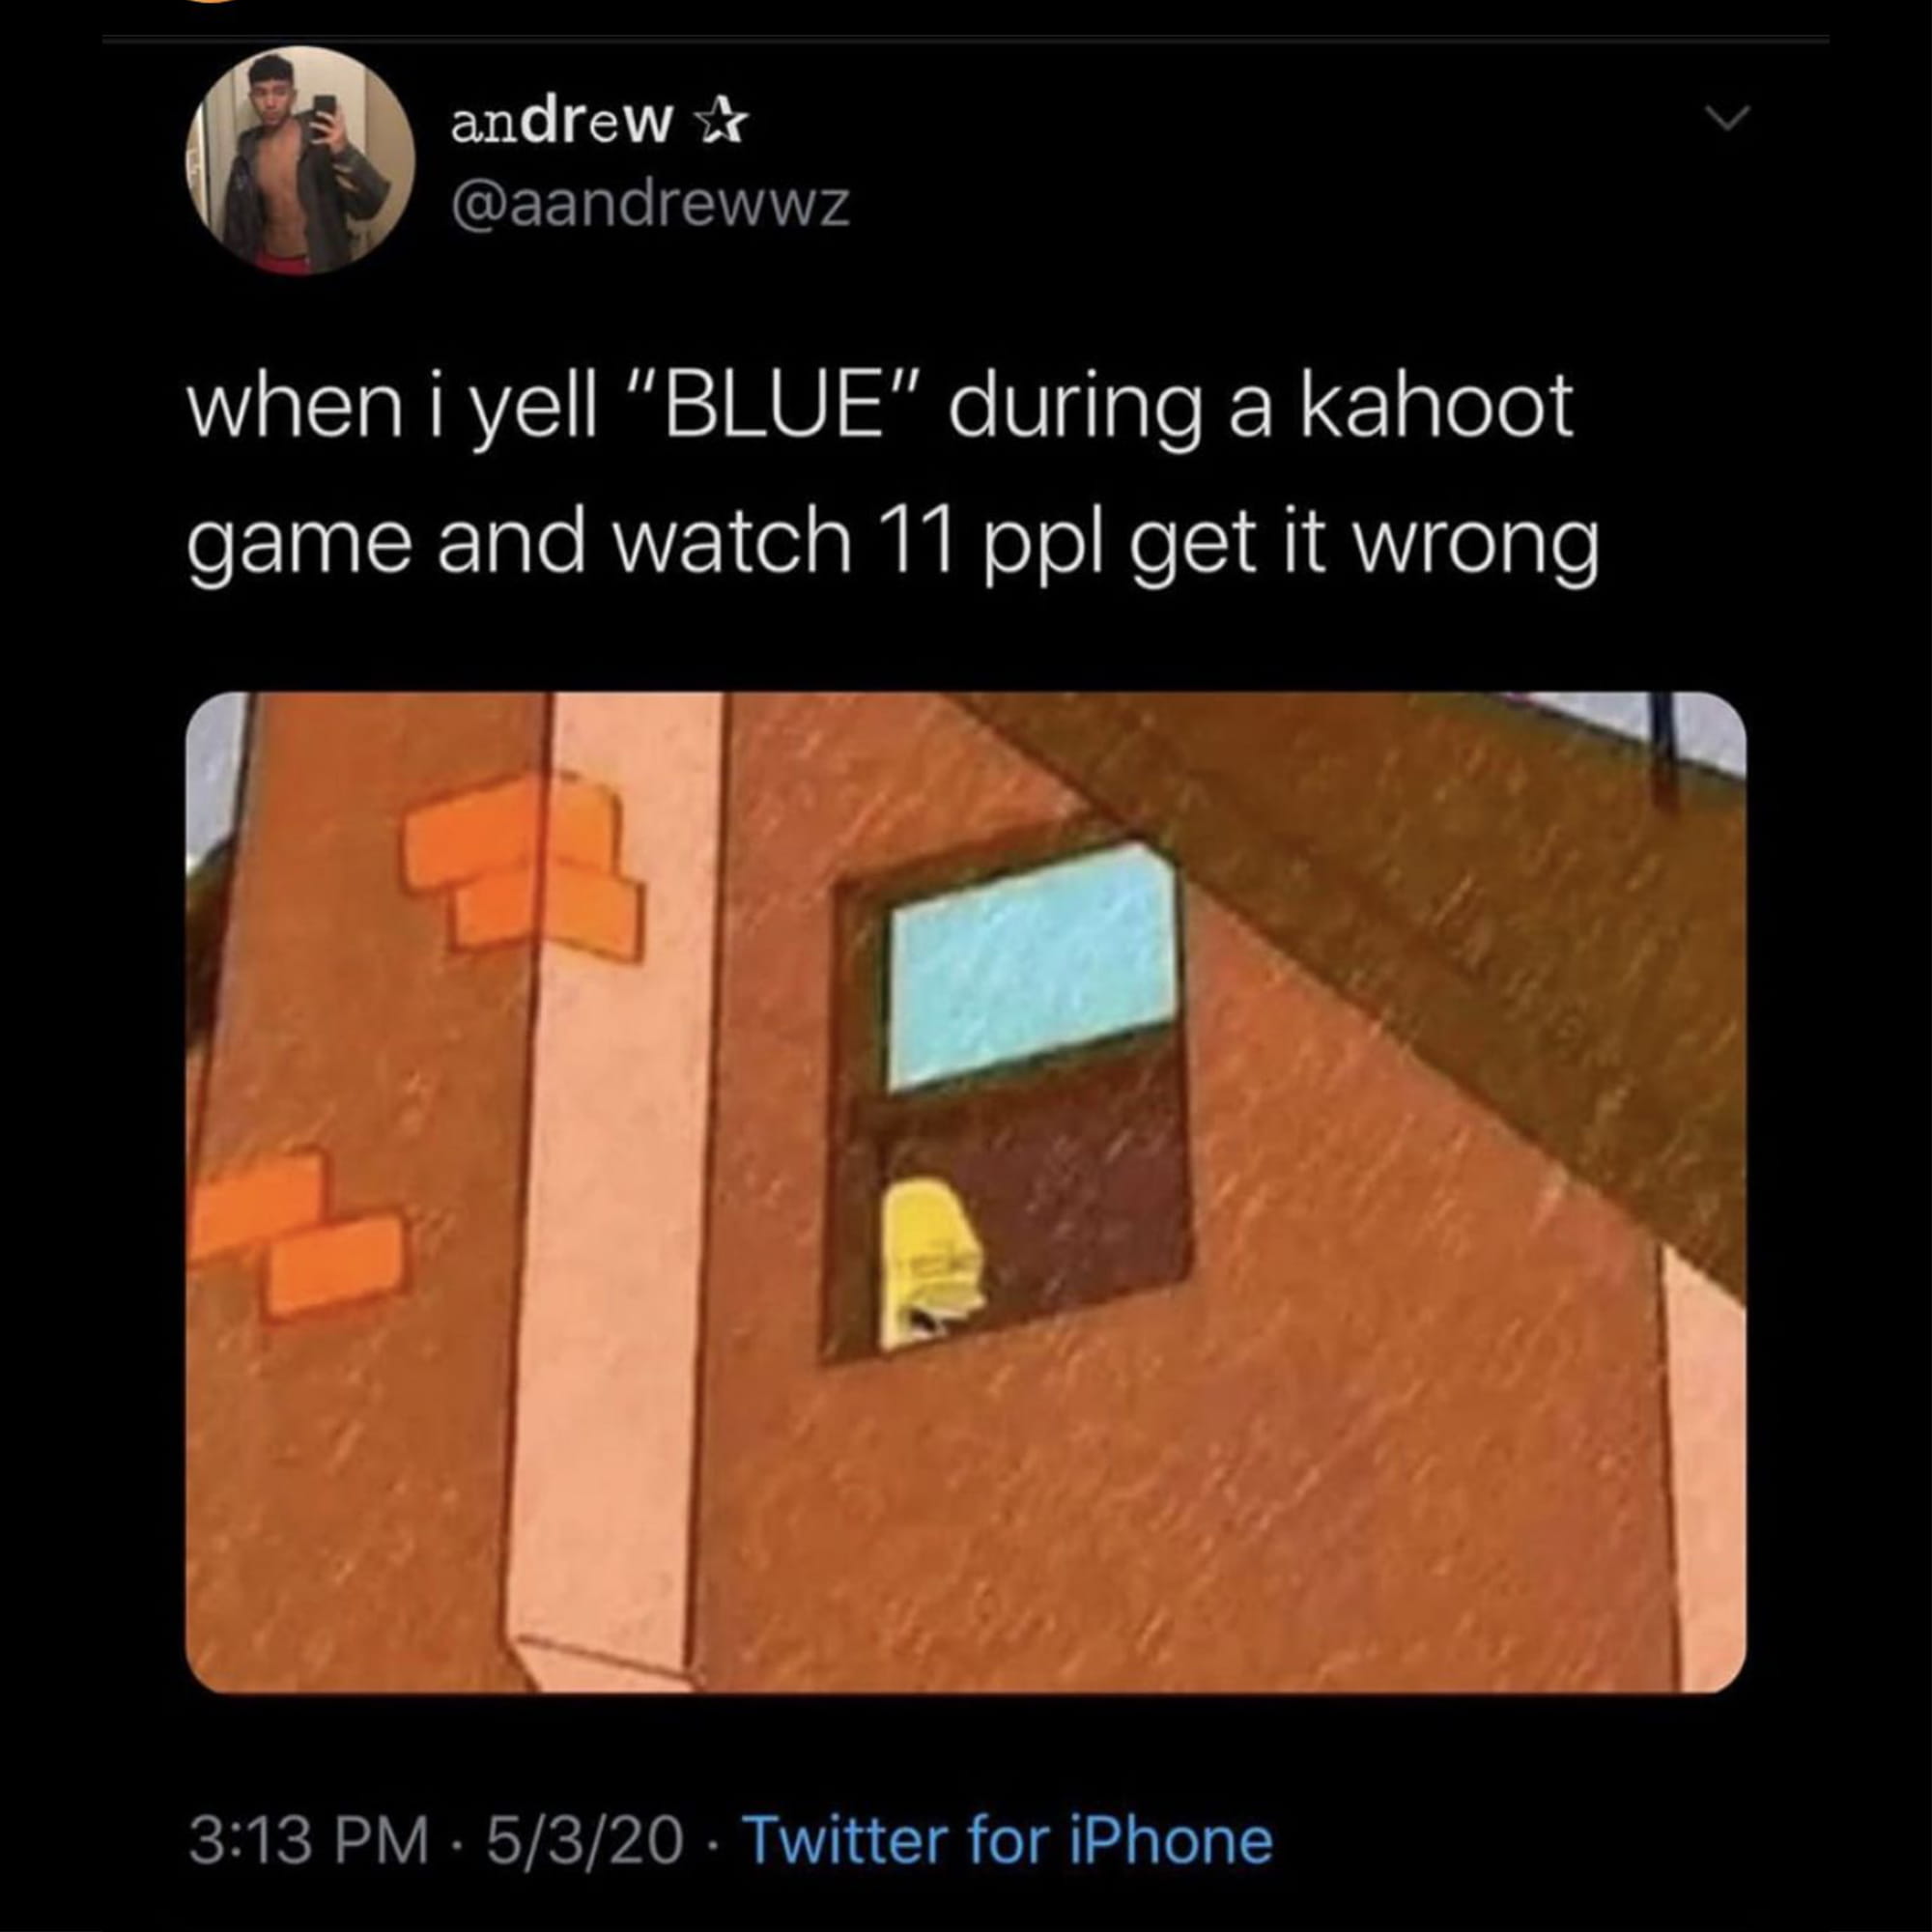 andrew ☆
@aandrewwz
when i yell “BLUE” during a kahoot
game and watch 11 ppl get it wrong
3:13 PM · 5/3/20 · Twitter for iPhone